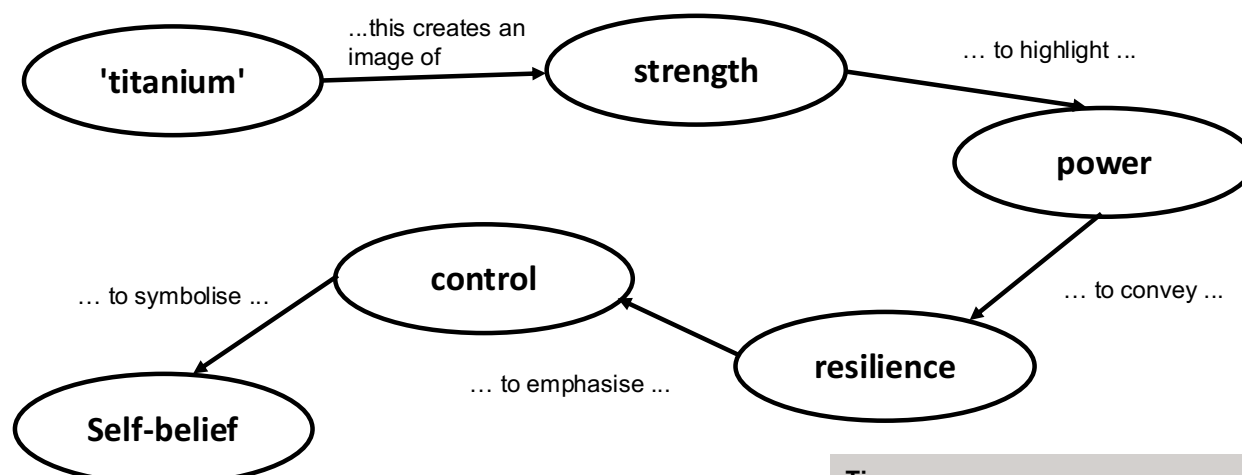 ...this creates an
image of
'titanium'
strength
… to highlight ...
power
… to convey ...
resilience
… to emphasise ...
control
… to symbolise ...
Self-belief